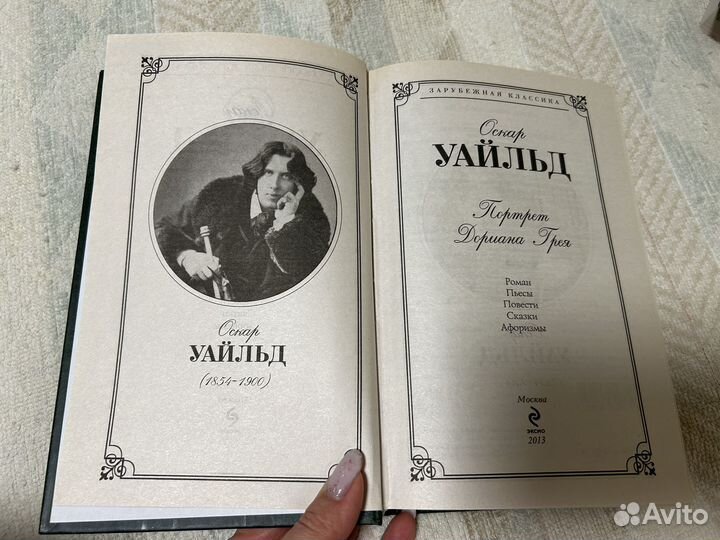 Оскар
УАЙЛЬД
(1854–1900)
ЗАРУБЕЖНАЯ КЛАССИКА
Оскар
УАЙЛЬД
Портрет
Дориана Грея
Роман
Пьесы
Повести
Сказки
Афоризмы
Москва
ЭКСМО
2013
Avito